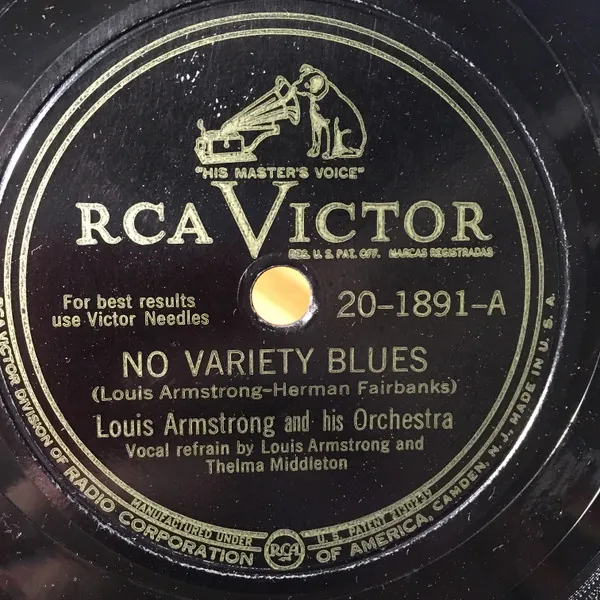 "HIS MASTER'S VOICE"
RCA VICTOR
REG. U. S. PAT. OFF. MARCAS REGISTRADAS
For best results
use Victor Needles
20-1891-A
NO VARIETY BLUES
(Louis Armstrong-Herman Fairbanks)
Louis Armstrong and his Orchestra
Vocal refrain by Louis Armstrong and
Thelma Middleton
MANUFACTURED UNDER RCA U. S. PATENT
RCA VICTOR DIVISION OF RADIO CORPORATION OF AMERICA, CAMDEN, N. J., MADE IN U. S. A.